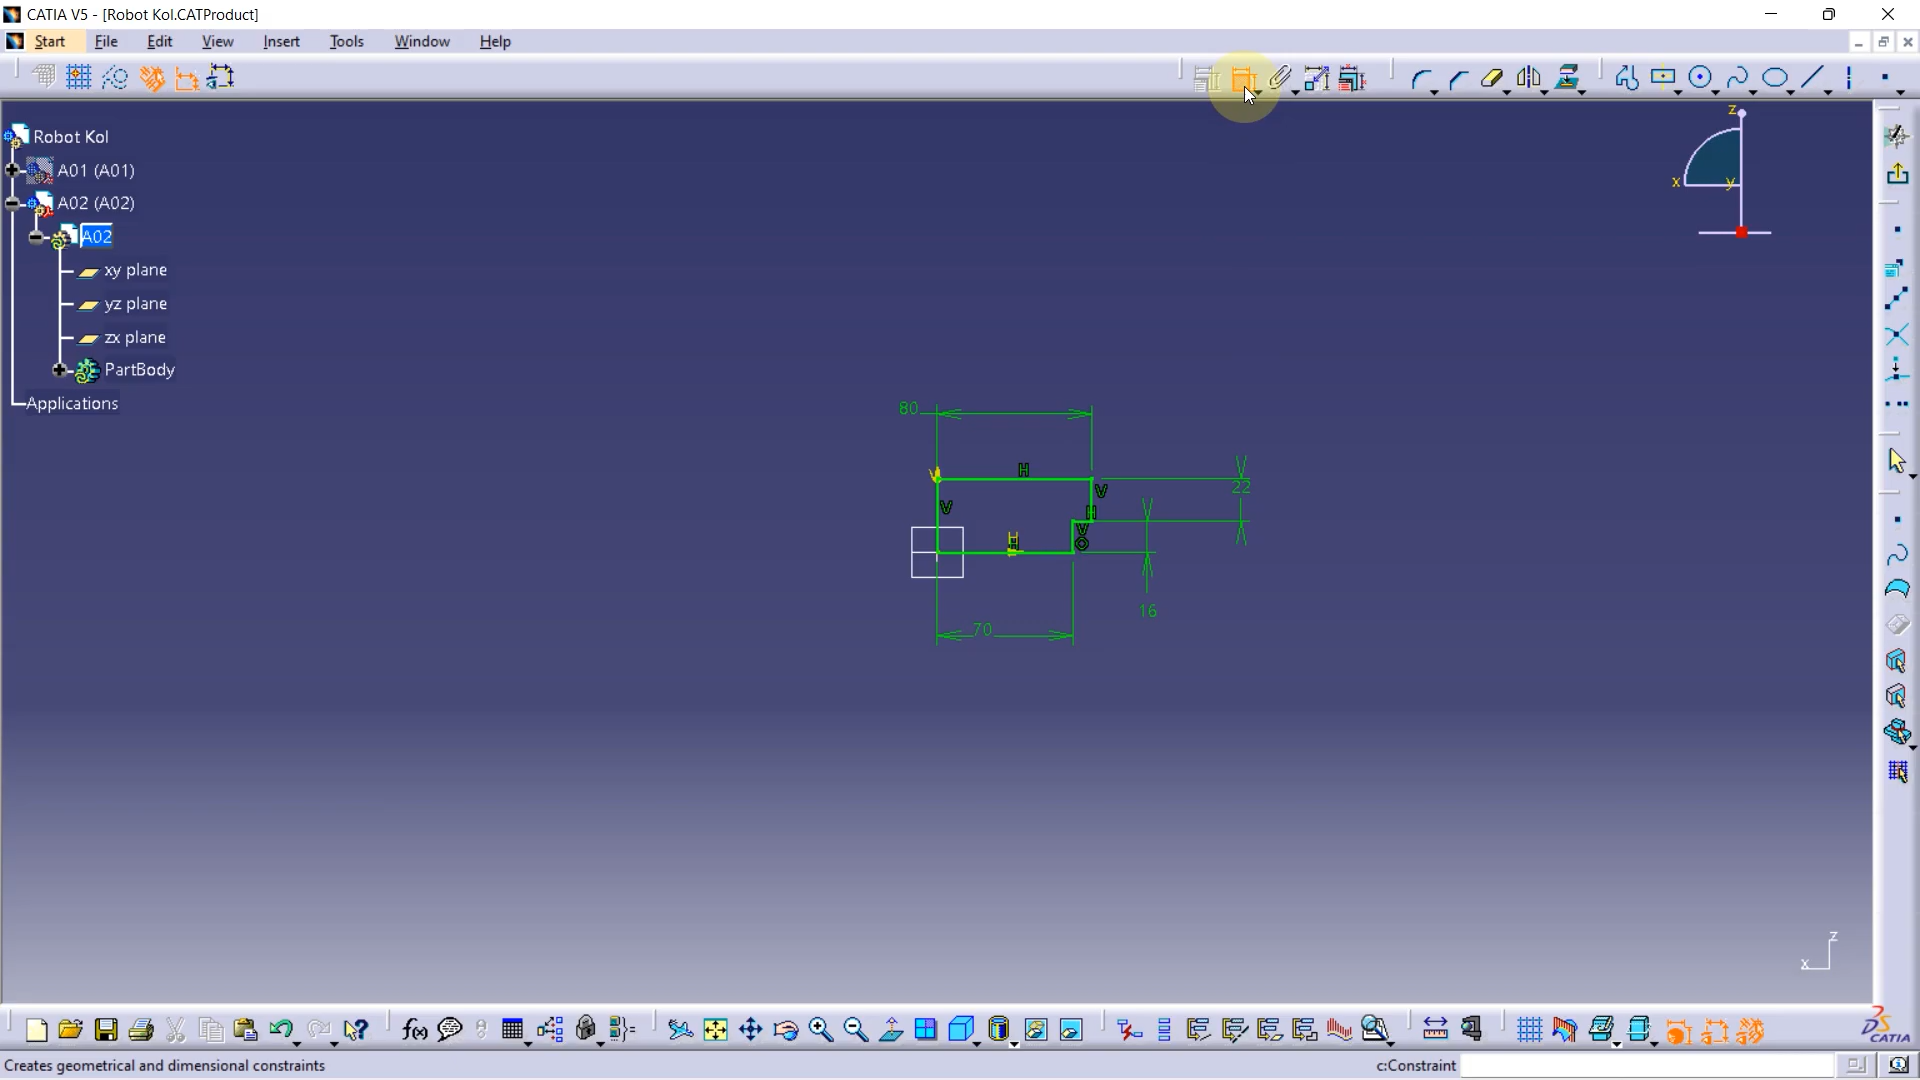 CATIA V5 - [Robot Kol.CATProduct]
Start File Edit View Insert Tools Window Help
Robot Kol
A01 (A01)
A02 (A02)
A02
xy plane
yz plane
zx plane
PartBody
Applications
z
x y
80
H
V V
22
H
H V
16
70
z
x
f(x)
CATIA
Creates geometrical and dimensional constraints c:Constraint